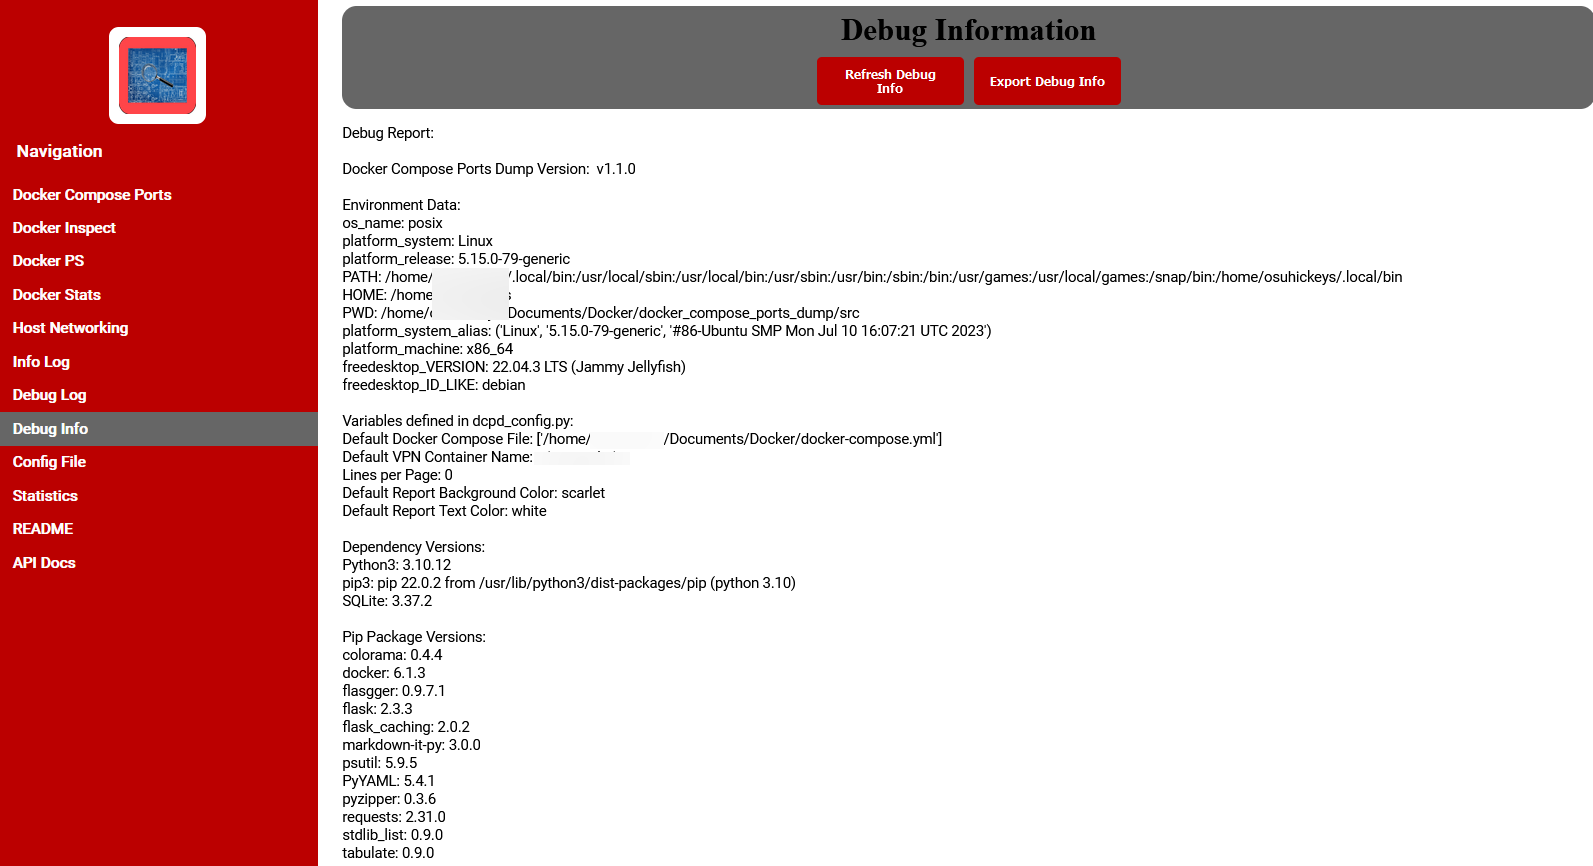 Navigation
Docker Compose Ports
Docker Inspect
Docker PS
Docker Stats
Host Networking
Info Log
Debug Log
Debug Info
Config File
Statistics
README
API Docs
Debug Information
Refresh Debug
Info
Export Debug Info
Debug Report:
Docker Compose Ports Dump Version:  v1.1.0
Environment Data:
os_name: posix
platform_system: Linux
platform_release: 5.15.0-79-generic
PATH: /home/ /.local/bin:/usr/local/sbin:/usr/local/bin:/usr/sbin:/usr/bin:/sbin:/bin:/usr/games:/usr/local/games:/snap/bin:/home/osuhickeys/.local/bin
HOME: /home
PWD: /home/ Documents/Docker/docker_compose_ports_dump/src
platform_system_alias: ('Linux', '5.15.0-79-generic', '#86-Ubuntu SMP Mon Jul 10 16:07:21 UTC 2023')
platform_machine: x86_64
freedesktop_VERSION: 22.04.3 LTS (Jammy Jellyfish)
freedesktop_ID_LIKE: debian
Variables defined in dcpd_config.py:
Default Docker Compose File: ['/home/ /Documents/Docker/docker-compose.yml']
Default VPN Container Name:
Lines per Page: 0
Default Report Background Color: scarlet
Default Report Text Color: white
Dependency Versions:
Python3: 3.10.12
pip3: pip 22.0.2 from /usr/lib/python3/dist-packages/pip (python 3.10)
SQLite: 3.37.2
Pip Package Versions:
colorama: 0.4.4
docker: 6.1.3
flasgger: 0.9.7.1
flask: 2.3.3
flask_caching: 2.0.2
markdown-it-py: 3.0.0
psutil: 5.9.5
PyYAML: 5.4.1
pyzipper: 0.3.6
requests: 2.31.0
stdlib_list: 0.9.0
tabulate: 0.9.0